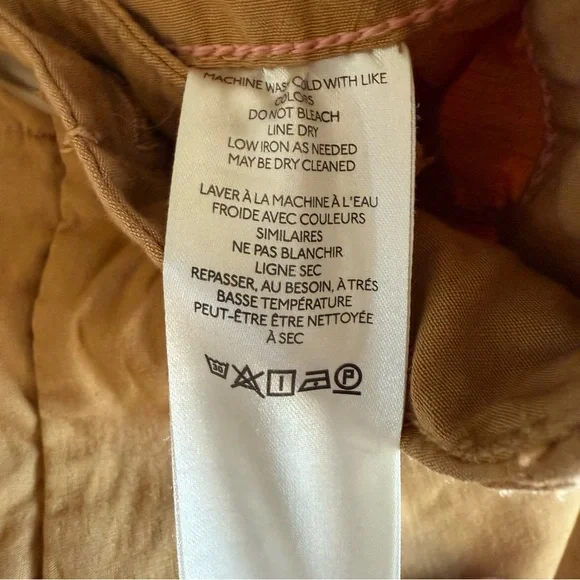 MACHINE WASH COLD WITH LIKE
COLORS
DO NOT BLEACH
LINE DRY
LOW IRON AS NEEDED
MAY BE DRY CLEANED
LAVER À LA MACHINE À L'EAU
FROIDE AVEC COULEURS
SIMILAIRES
NE PAS BLANCHIR
LIGNE SEC
REPASSER, AU BESOIN, À TRÉS
BASSE TEMPÉRATURE
PEUT-ÊTRE ÊTRE NETTOYÉE
À SEC
30 P